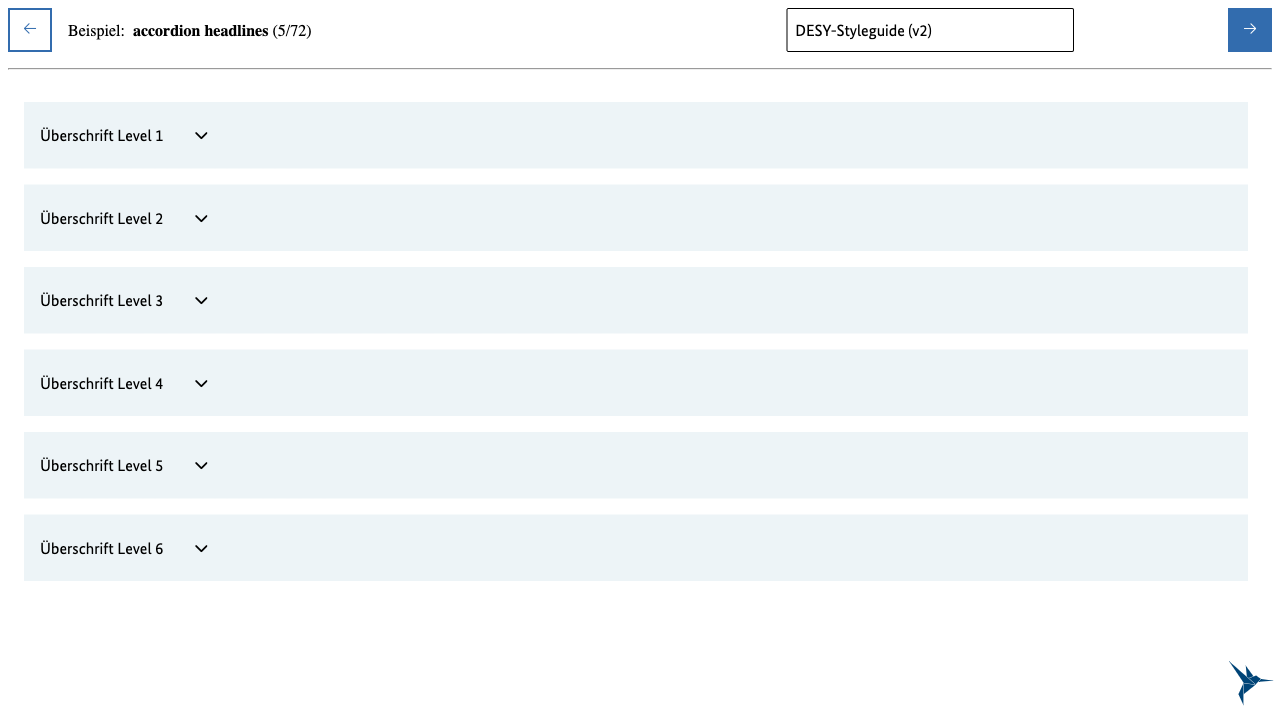 Beispiel: accordion headlines (5/72)
DESY-Styleguide (v2)
Überschrift Level 1
Überschrift Level 2
Überschrift Level 3
Überschrift Level 4
Überschrift Level 5
Überschrift Level 6